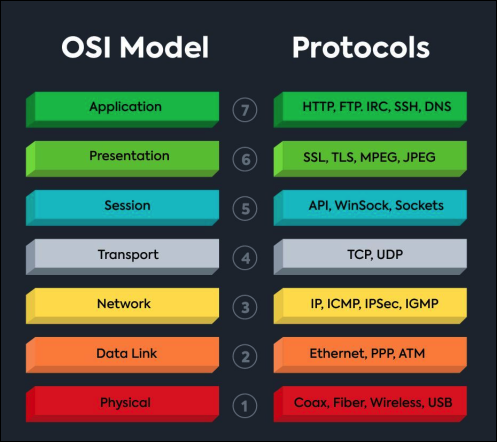 OSI Model Protocols
Application 7 HTTP, FTP. IRC, SSH, DNS
Presentation 6 SSL, TLS, MPEG, JPEG
Session 5 API, WinSock, Sockets
Transport 4 TCP, UDP
Network 3 IP, ICMP, IPSec, IGMP
Data Link 2 Ethernet, PPP, ATM
Physical 1 Coax, Fiber, Wireless, USB